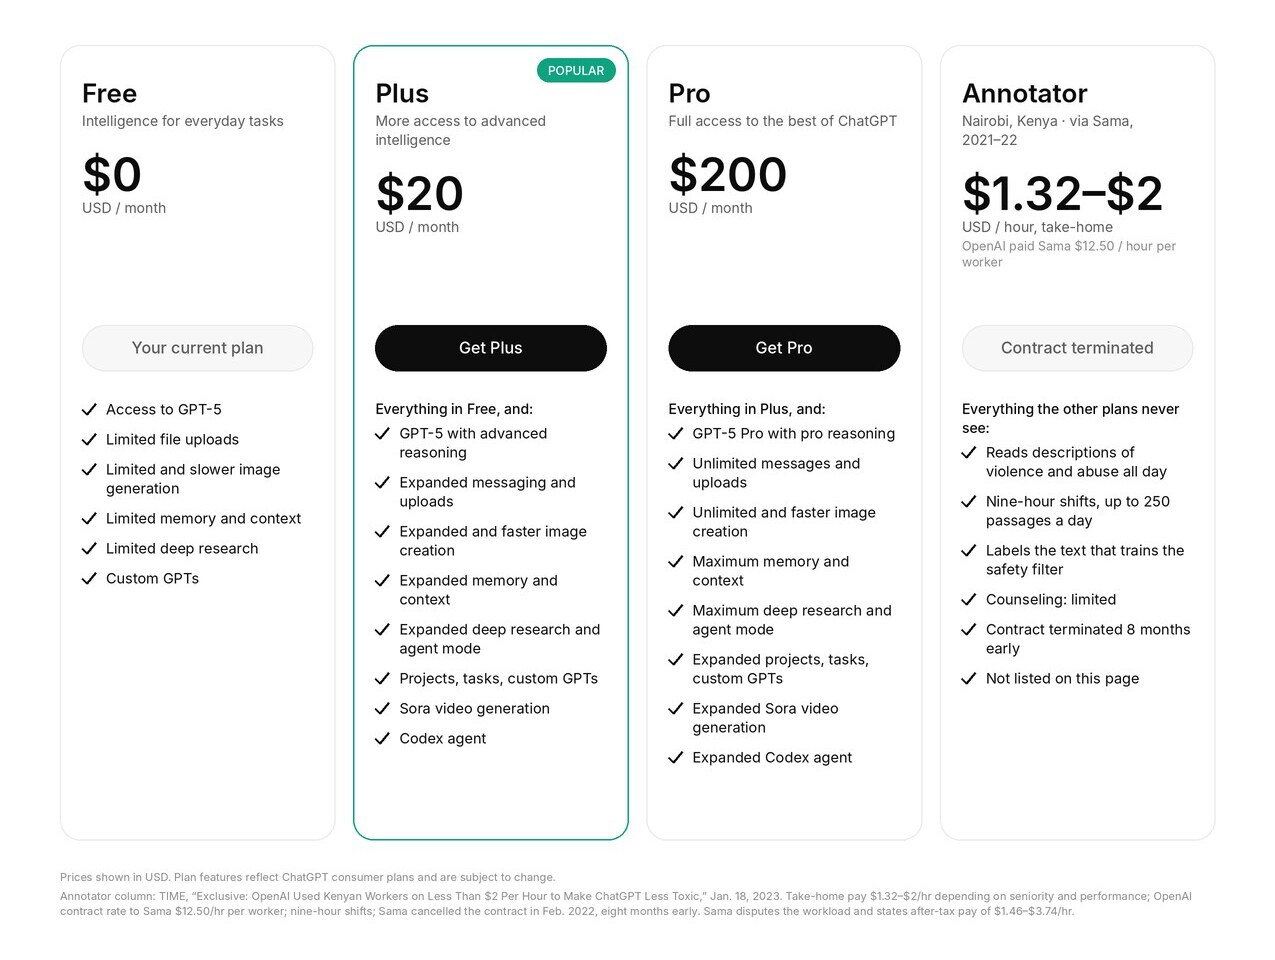 Free
Intelligence for everyday tasks
$0
USD / month
Your current plan
Access to GPT-5
Limited file uploads
Limited and slower image
generation
Limited memory and context
Limited deep research
Custom GPTs
POPULAR
Plus
More access to advanced
intelligence
$20
USD / month
Get Plus
Everything in Free, and:
GPT-5 with advanced
reasoning
Expanded messaging and
uploads
Expanded and faster image
creation
Expanded memory and
context
Expanded deep research and
agent mode
Projects, tasks, custom GPTs
Sora video generation
Codex agent
Pro
Full access to the best of ChatGPT
$200
USD / month
Get Pro
Everything in Plus, and:
GPT-5 Pro with pro reasoning
Unlimited messages and
uploads
Unlimited and faster image
creation
Maximum memory and
context
Maximum deep research and
agent mode
Expanded projects, tasks,
custom GPTs
Expanded Sora video
generation
Expanded Codex agent
Annotator
Nairobi, Kenya · via Sama,
2021–22
$1.32–$2
USD / hour, take-home
OpenAI paid Sama $12.50 / hour per
worker
Contract terminated
Everything the other plans never
see:
Reads descriptions of
violence and abuse all day
Nine-hour shifts, up to 250
passages a day
Labels the text that trains the
safety filter
Counseling: limited
Contract terminated 8 months
early
Not listed on this page
Prices shown in USD. Plan features reflect ChatGPT consumer plans and are subject to change.
Annotator column: TIME, “Exclusive: OpenAI Used Kenyan Workers on Less Than $2 Per Hour to Make ChatGPT Less Toxic,” Jan. 18, 2023. Take-home pay $1.32–$2/hr depending on seniority and performance; OpenAI
contract rate to Sama $12.50/hr per worker; nine-hour shifts; Sama cancelled the contract in Feb. 2022, eight months early. Sama disputes the workload and states after-tax pay of $1.46–$3.74/hr.